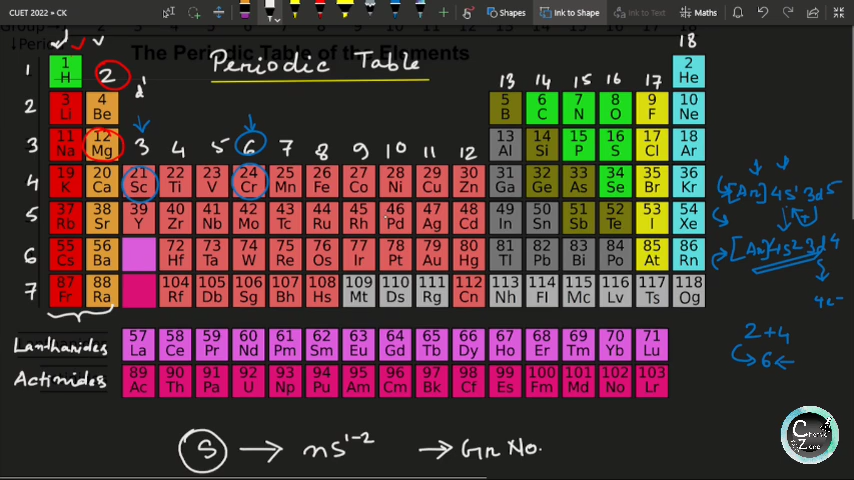 CUET 2022 » CK
Shapes
Ink to Shape
Ink to Text
Maths
Group
↓Period
The Periodic Table of the Elements
Periodic Table
18
1 1 H 2 2 He
d¹ 13 14 15 16 17
2 3 Li 4 Be 5 B 6 C 7 N 8 O 9 F 10 Ne
3 11 Na 12 Mg 3 4 5 6 7 8 9 10 11 12 13 Al 14 Si 15 P 16 S 17 Cl 18 Ar
4 19 K 20 Ca 21 Sc 22 Ti 23 V 24 Cr 25 Mn 26 Fe 27 Co 28 Ni 29 Cu 30 Zn 31 Ga 32 Ge 33 As 34 Se 35 Br 36 Kr
5 37 Rb 38 Sr 39 Y 40 Zr 41 Nb 42 Mo 43 Tc 44 Ru 45 Rh 46 Pd 47 Ag 48 Cd 49 In 50 Sn 51 Sb 52 Te 53 I 54 Xe
6 55 Cs 56 Ba 72 Hf 73 Ta 74 W 75 Re 76 Os 77 Ir 78 Pt 79 Au 80 Hg 81 Tl 82 Pb 83 Bi 84 Po 85 At 86 Rn
7 87 Fr 88 Ra 104 Rf 105 Db 106 Sg 107 Bh 108 Hs 109 Mt 110 Ds 111 Rg 112 Cn 113 Nh 114 Fl 115 Mc 116 Lv 117 Ts 118 Og
Lanthanides 57 La 58 Ce 59 Pr 60 Nd 61 Pm 62 Sm 63 Eu 64 Gd 65 Tb 66 Dy 67 Ho 68 Er 69 Tm 70 Yb 71 Lu
Actinides 89 Ac 90 Th 91 Pa 92 U 93 Np 94 Pu 95 Am 96 Cm 97 Bk 98 Cf 99 Es 100 Fm 101 Md 102 No 103 Lr
[Ar] 4s¹ 3d⁵
[Ar] 4s² 3d⁴
4e-
2+4
6
S → ns¹⁻² → Gr No.
Zone